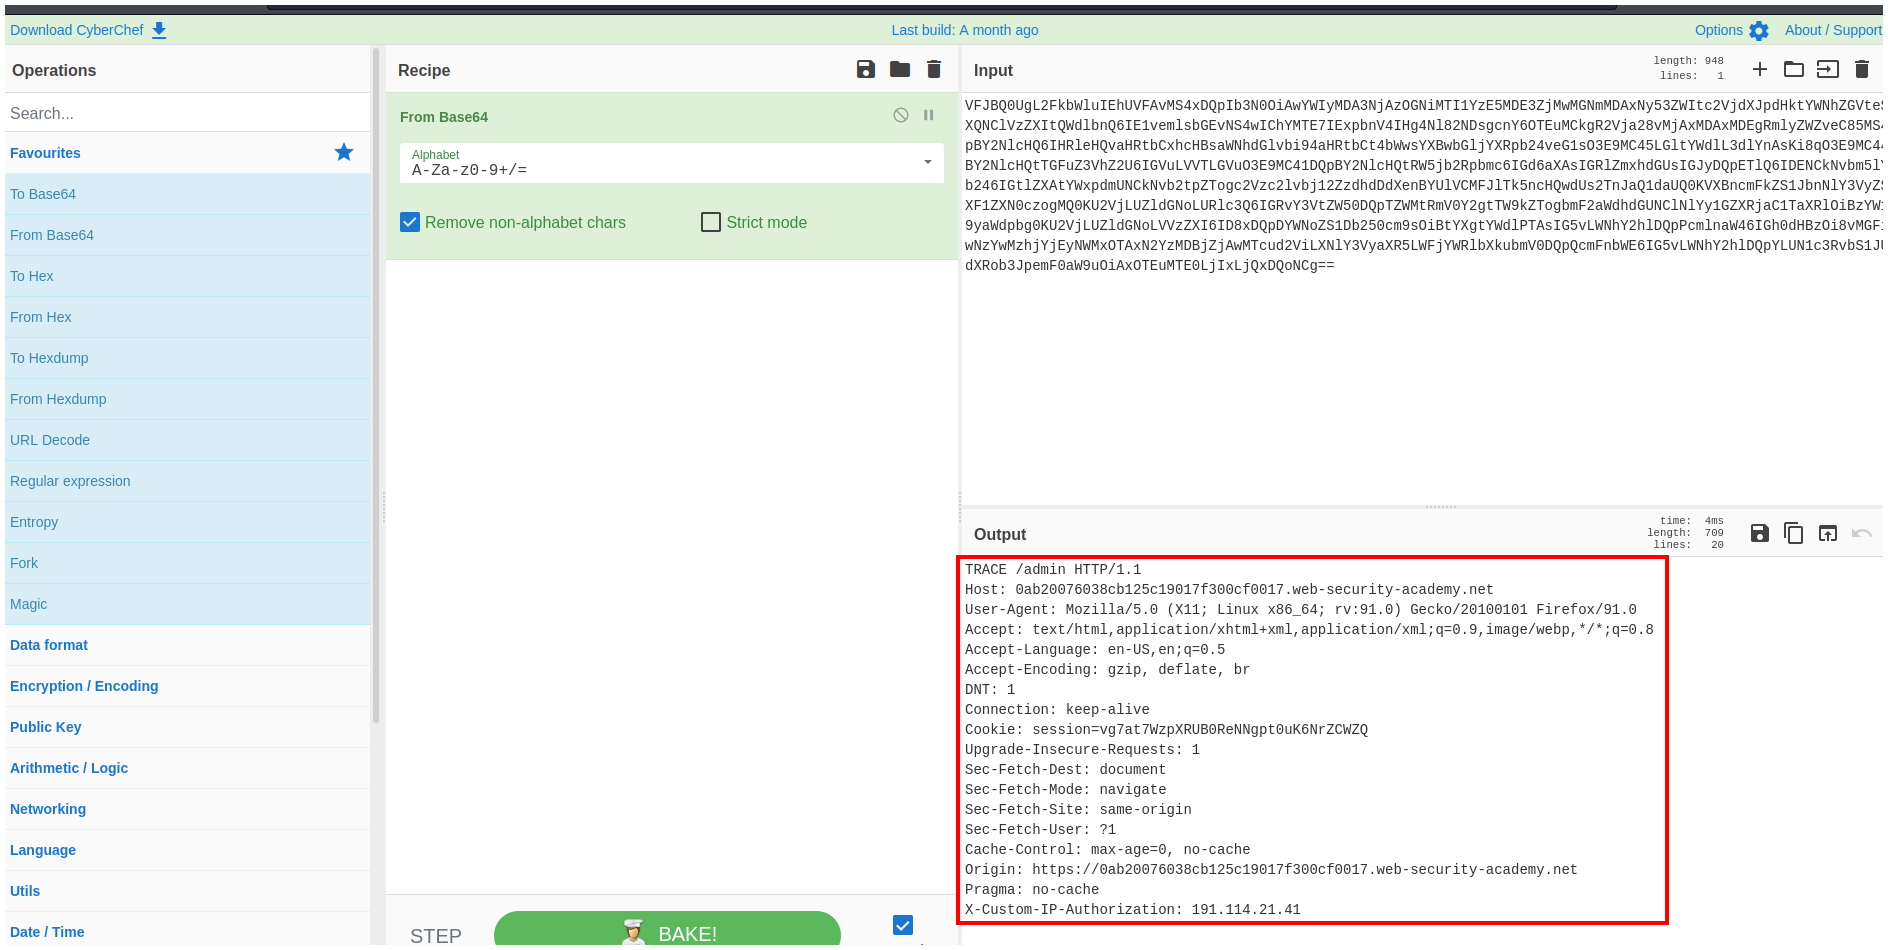 Download CyberChef
Last build: A month ago
Options
About / Support
Operations
Search...
Favourites
To Base64
From Base64
To Hex
From Hex
To Hexdump
From Hexdump
URL Decode
Regular expression
Entropy
Fork
Magic
Data format
Encryption / Encoding
Public Key
Arithmetic / Logic
Networking
Language
Utils
Date / Time
Recipe
From Base64
Alphabet
A-Za-z0-9+/=
Remove non-alphabet chars
Strict mode
STEP
BAKE!
Input
length: 948
lines: 1
dXRob3JpemF0aW9uOiAxOTEuMTE0LjIxLjQxDQoNCg==
Output
time: 4ms
length: 709
lines: 20
TRACE /admin HTTP/1.1
Host: 0ab20076038cb125c19017f300cf0017.web-security-academy.net
User-Agent: Mozilla/5.0 (X11; Linux x86_64; rv:91.0) Gecko/20100101 Firefox/91.0
Accept: text/html,application/xhtml+xml,application/xml;q=0.9,image/webp,*/*;q=0.8
Accept-Language: en-US,en;q=0.5
Accept-Encoding: gzip, deflate, br
DNT: 1
Connection: keep-alive
Cookie: session=vg7at7WzpXRUB0ReNNgpt0uK6NrZCWZQ
Upgrade-Insecure-Requests: 1
Sec-Fetch-Dest: document
Sec-Fetch-Mode: navigate
Sec-Fetch-Site: same-origin
Sec-Fetch-User: ?1
Cache-Control: max-age=0, no-cache
Origin: https://0ab20076038cb125c19017f300cf0017.web-security-academy.net
Pragma: no-cache
X-Custom-IP-Authorization: 191.114.21.41